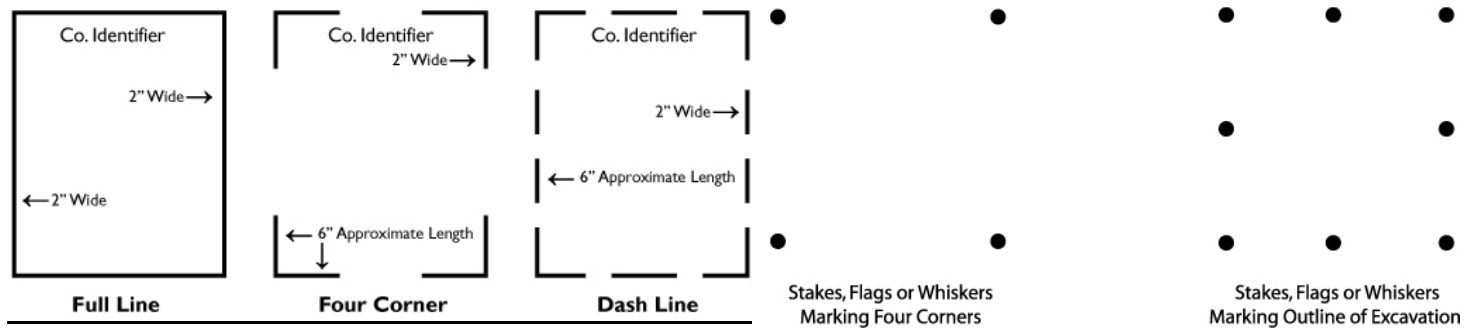 Co. Identifier
2” Wide
2” Wide
Full Line
Co. Identifier
2” Wide
6” Approximate Length
Four Corner
Co. Identifier
2” Wide
6” Approximate Length
Dash Line
Stakes, Flags or Whiskers
Marking Four Corners
Stakes, Flags or Whiskers
Marking Outline of Excavation